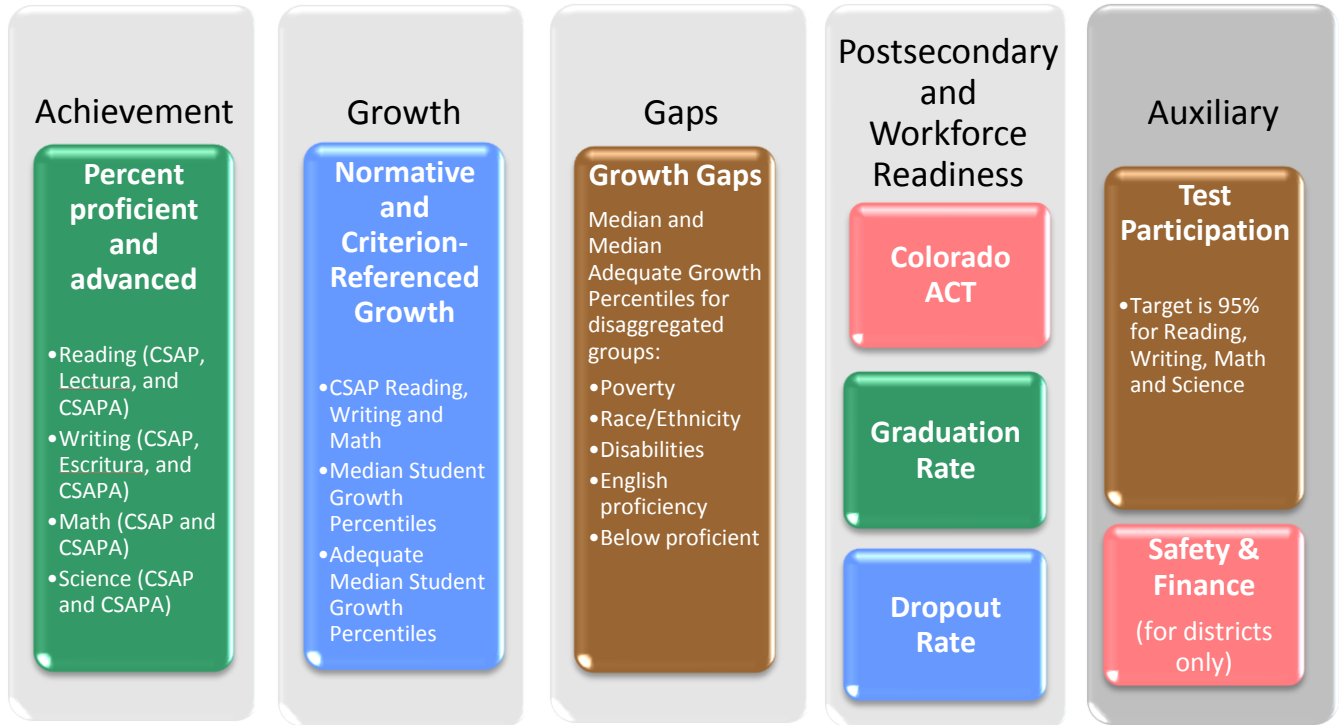 Achievement
Percent
proficient
and
advanced
•Reading (CSAP,
Lectura, and
CSAPA)
•Writing (CSAP,
Escritura, and
CSAPA)
•Math (CSAP and
CSAPA)
•Science (CSAP
and CSAPA)
Growth
Normative
and
Criterion-
Referenced
Growth
•CSAP Reading,
Writing and
Math
•Median Student
Growth
Percentiles
•Adequate
Median Student
Growth
Percentiles
Gaps
Growth Gaps
Median and
Median
Adequate Growth
Percentiles for
disaggregated
groups:
•Poverty
•Race/Ethnicity
•Disabilities
•English
proficiency
•Below proficient
Postsecondary
and
Workforce
Readiness
Colorado
ACT
Graduation
Rate
Dropout
Rate
Auxiliary
Test
Participation
•Target is 95%
for Reading,
Writing, Math
and Science
Safety &
Finance
(for districts
only)